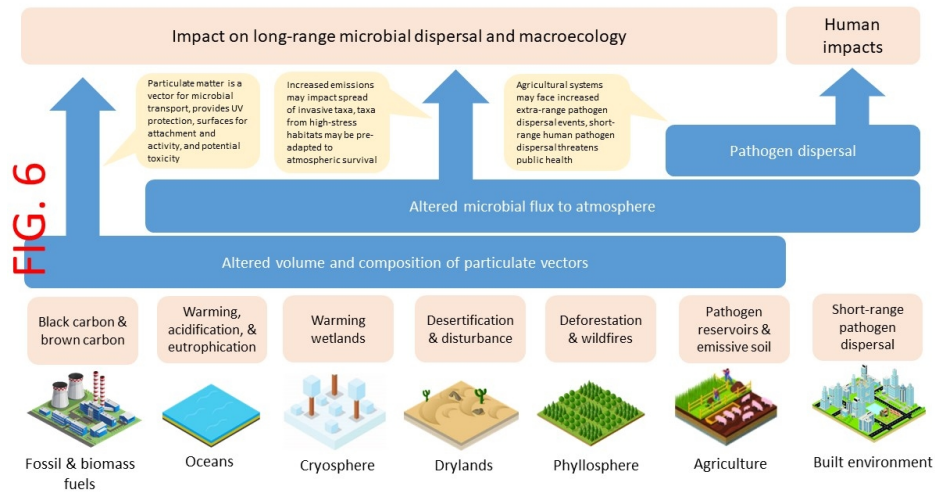 Impact on long-range microbial dispersal and macroecology
Human
impacts
Particulate matter is a
vector for microbial
transport, provides UV
protection, surfaces for
attachment and
activity, and potential
toxicity
Increased emissions
may impact spread
of invasive taxa, taxa
from high-stress
habitats may be pre-
adapted to
atmospheric survival
Agricultural systems
may face increased
extra-range pathogen
dispersal events, short-
range human pathogen
dispersal threatens
public health
Pathogen dispersal
FIG. 6
Altered microbial flux to atmosphere
Altered volume and composition of particulate vectors
Black carbon &
brown carbon
Warming,
acidification, &
eutrophication
Warming
wetlands
Desertification
& disturbance
Deforestation
& wildfires
Pathogen
reservoirs &
emissive soil
Short-range
pathogen
dispersal
Fossil & biomass
fuels
Oceans
Cryosphere
Drylands
Phyllosphere
Agriculture
Built environment